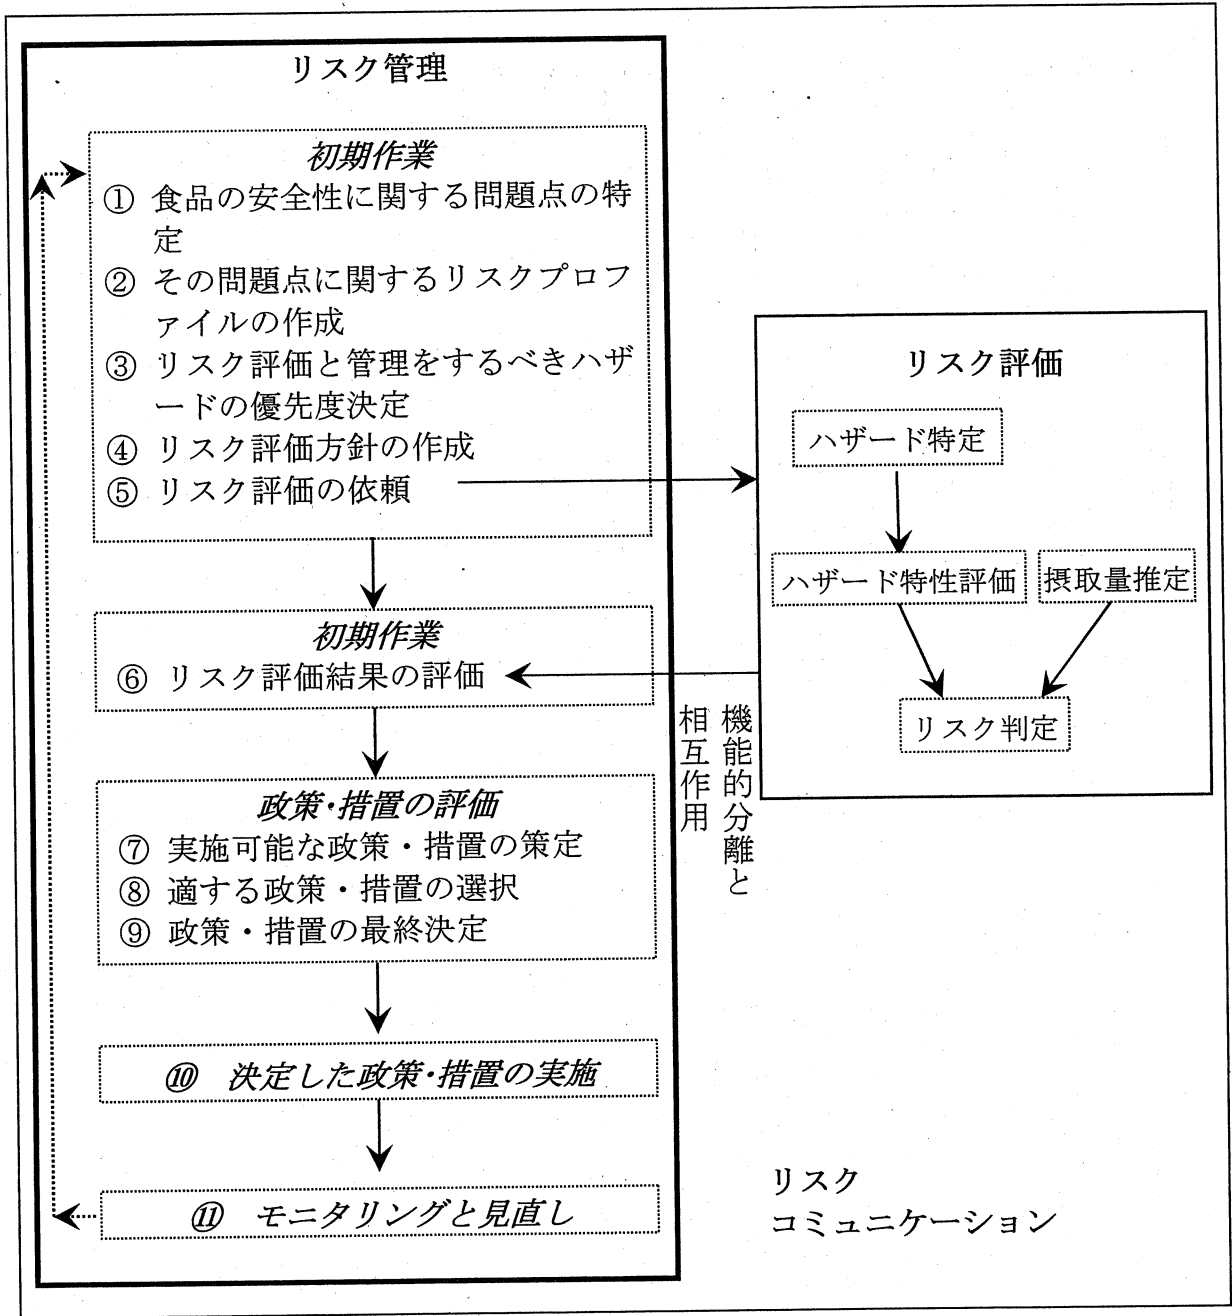 リスク管理
初期作業
① 食品の安全性に関する問題点の特
定
② その問題点に関するリスクプロフ
ァイルの作成
③ リスク評価と管理をするべきハザ
ードの優先度決定
④ リスク評価方針の作成
⑤ リスク評価の依頼
初期作業
⑥ リスク評価結果の評価
政策・措置の評価
⑦ 実施可能な政策・措置の策定
⑧ 適する政策・措置の選択
⑨ 政策・措置の最終決定
⑩ 決定した政策・措置の実施
⑪ モニタリングと見直し
機能的分離と
相互作用
リスク評価
ハザード特定
ハザード特性評価
摂取量推定
リスク判定
リスク
コミュニケーション